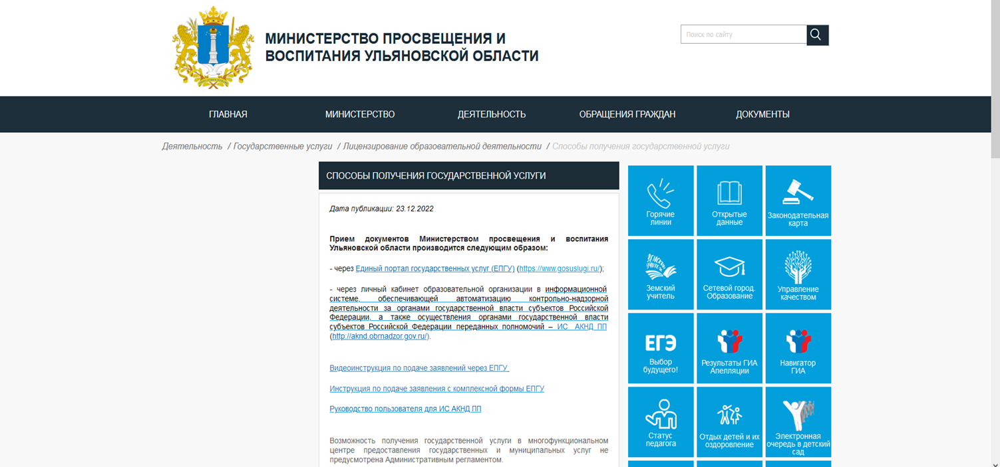 МИНИСТЕРСТВО ПРОСВЕЩЕНИЯ И
ВОСПИТАНИЯ УЛЬЯНОВСКОЙ ОБЛАСТИ
Поиск по сайту
ГЛАВНАЯ МИНИСТЕРСТВО ДЕЯТЕЛЬНОСТЬ ОБРАЩЕНИЯ ГРАЖДАН ДОКУМЕНТЫ
Деятельность / Государственные услуги / Лицензирование образовательной деятельности / Способы получения государственной услуги
СПОСОБЫ ПОЛУЧЕНИЯ ГОСУДАРСТВЕННОЙ УСЛУГИ
Дата публикации: 23.12.2022
Прием документов Министерством просвещения и воспитания
Ульяновской области производится следующим образом:
- через Единый портал государственных услуг (ЕПГУ) (https://www.gosuslugi.ru/);
- через личный кабинет образовательной организации в информационной
системе, обеспечивающей автоматизацию контрольно-надзорной
деятельности за органами государственной власти субъектов Российской
Федерации, а также осуществления органами государственной власти
субъектов Российской Федерации переданных полномочий – ИС АКНД ПП
(http://aknd.obrnadzor.gov.ru/).
Видеоинструкция по подаче заявлений через ЕПГУ
Инструкция по подаче заявления с комплексной формы ЕПГУ
Руководство пользователя для ИС АКНД ПП
Возможность получения государственной услуги в многофункциональном
центре предоставления государственных и муниципальных услуг не
предусмотрена Административным регламентом.
Горячие
линии
Открытые
данные
Законодательная
карта
Земский
учитель
Земский
учитель
Сетевой город.
Образование
Управление
качеством
ЕГЭ
Выбор
будущего!
Результаты ГИА
Апелляции
Навигатор
ГИА
Статус
педагога
Отдых детей и их
оздоровление
Электронная
очередь в детский
сад